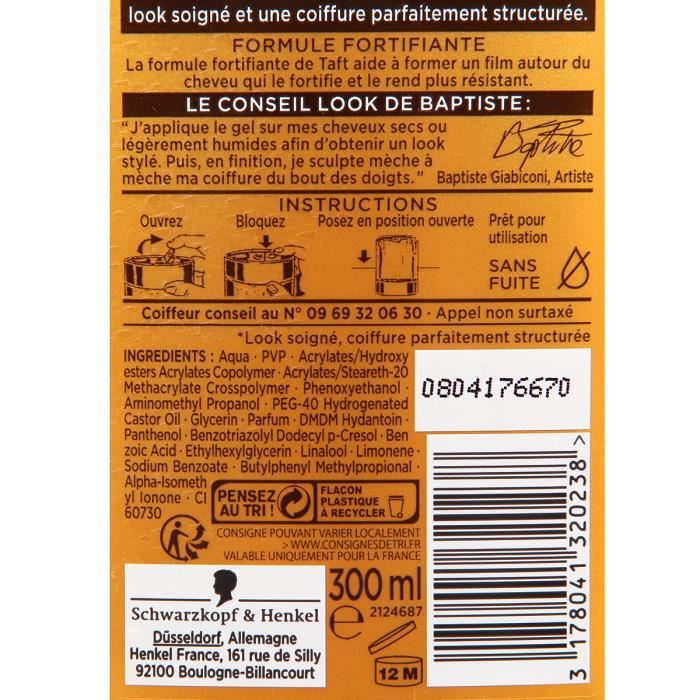 look soigné et une coiffure parfaitement structurée.
FORMULE FORTIFIANTE
La formule fortifiante de Taft aide à former un film autour du
cheveu qui le fortifie et le rend plus résistant.
LE CONSEIL LOOK DE BAPTISTE :
“J’applique le gel sur mes cheveux secs ou
légèrement humides afin d’obtenir un look
stylé. Puis, en finition, je sculpte mèche à
mèche ma coiffure du bout des doigts.”
Baptiste
Baptiste Giabiconi, Artiste
INSTRUCTIONS
Ouvrez
Bloquez
Posez en position ouverte
Prêt pour
utilisation
SANS
FUITE
Coiffeur conseil au N° 09 69 32 06 30 · Appel non surtaxé
*Look soigné, coiffure parfaitement structurée
INGREDIENTS : Aqua · PVP · Acrylates/Hydroxy
esters Acrylates Copolymer · Acrylates/Steareth-20
Methacrylate Crosspolymer · Phenoxyethanol ·
Aminomethyl Propanol · PEG-40 Hydrogenated
Castor Oil · Glycerin · Parfum · DMDM Hydantoin ·
Panthenol · Benzotriazolyl Dodecyl p-Cresol · Ben
zoic Acid · Ethylhexylglycerin · Linalool · Limonene ·
Sodium Benzoate · Butylphenyl Methylpropional ·
Alpha-Isometh
yl Ionone · CI
60730
0804176670
PENSEZ
AU TRI !
FLACON
PLASTIQUE
À RECYCLER
CONSIGNE POUVANT VARIER LOCALEMENT
> WWW.CONSIGNESDETRI.FR
VALABLE UNIQUEMENT POUR LA FRANCE
Schwarzkopf & Henkel
Düsseldorf, Allemagne
Henkel France, 161 rue de Silly
92100 Boulogne-Billancourt
300 ml
e
2124687
12 M
3 178041 320238 >